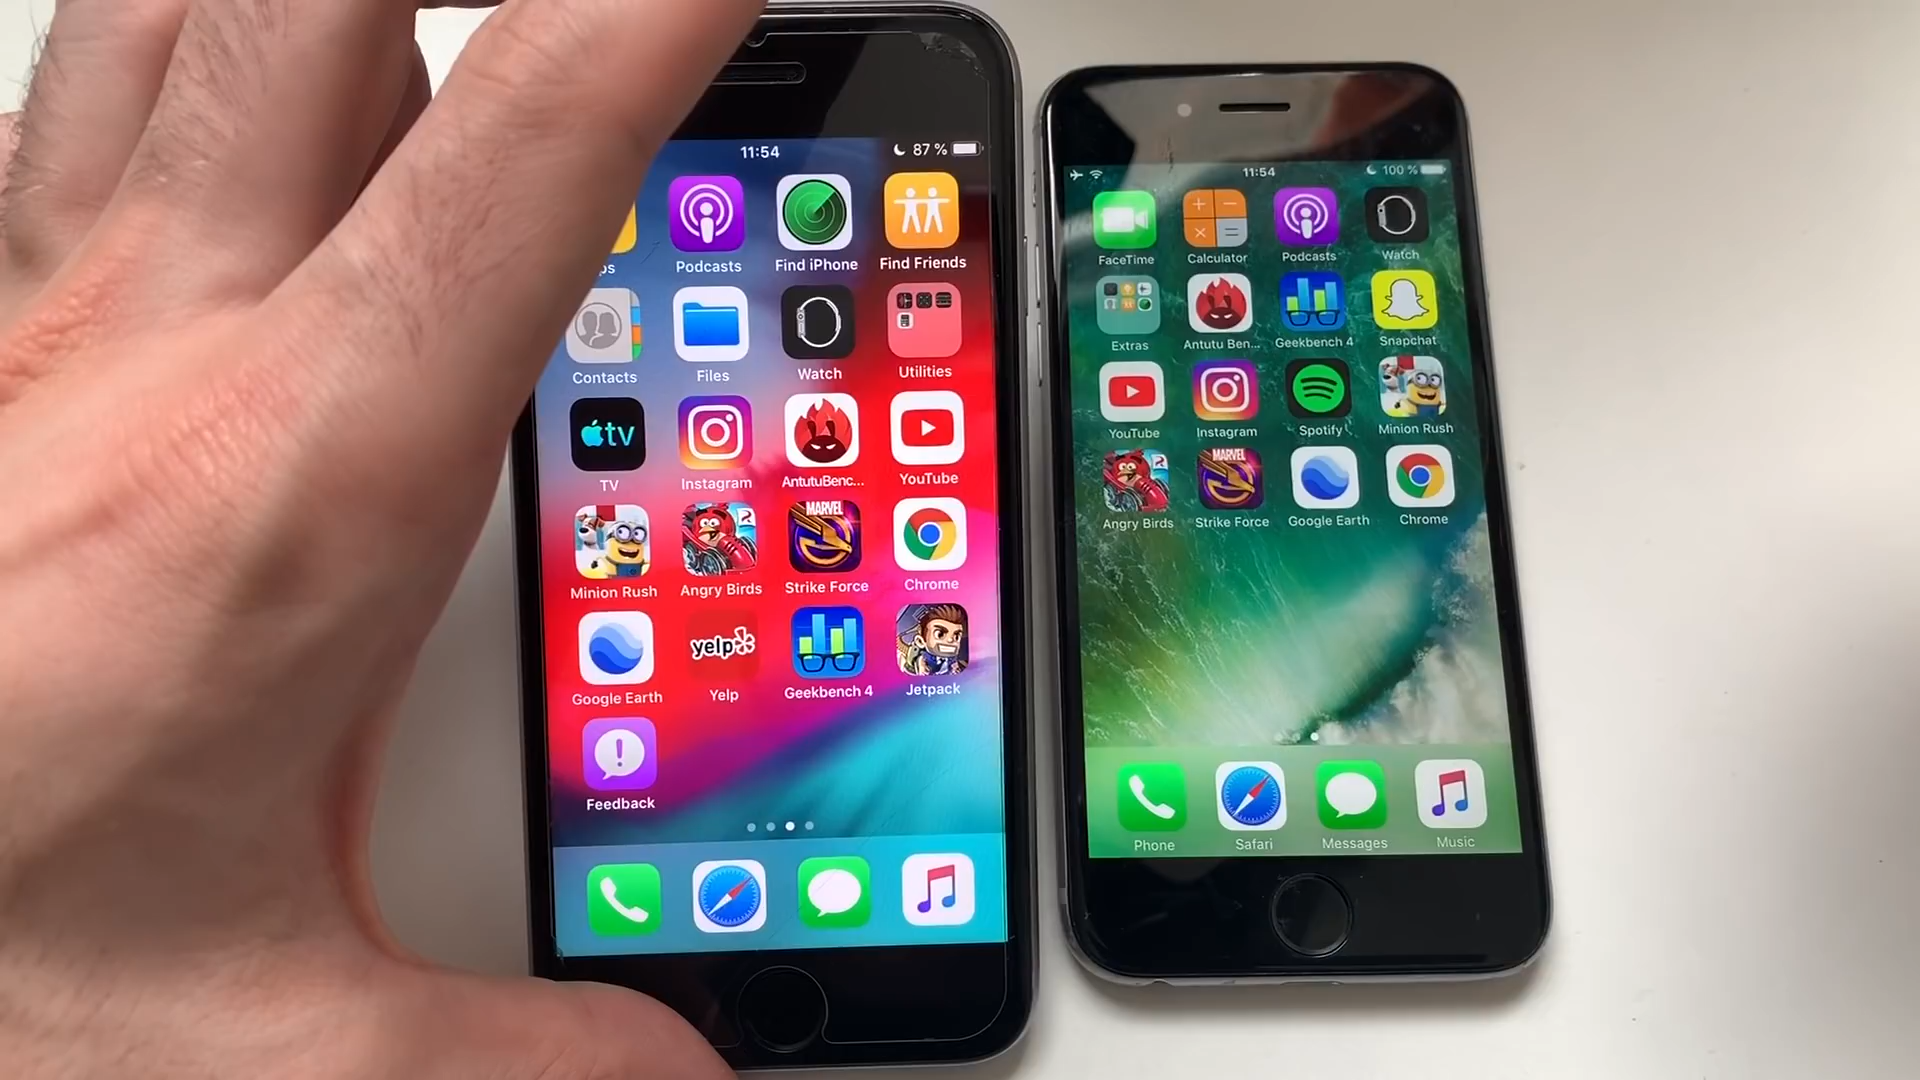 11:54
87 %
ps
Podcasts
Find iPhone
Find Friends
Contacts
Files
Watch
Utilities
tv
TV
Instagram
AntutuBenc...
YouTube
MARVEL
Minion Rush
Angry Birds
Strike Force
Chrome
yelp
Google Earth
Yelp
Geekbench 4
Jetpack
!
Feedback
11:54
100 %
FaceTime
Calculator
Podcasts
Watch
Extras
Antutu Ben...
Geekbench 4
Snapchat
YouTube
Instagram
Spotify
Minion Rush
R
MARVEL
Angry Birds
Strike Force
Google Earth
Chrome
Phone
Safari
Messages
Music